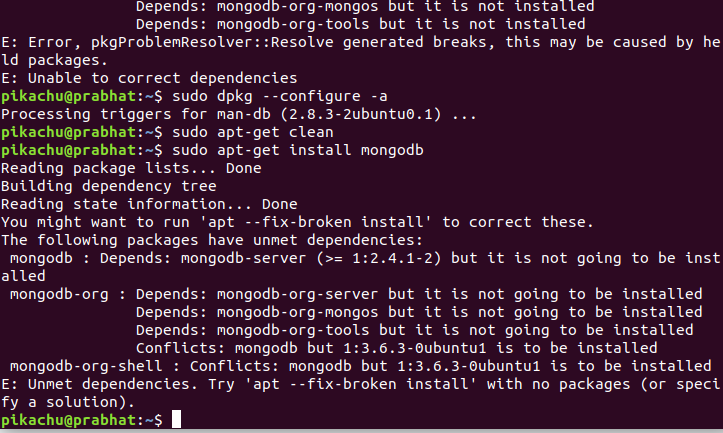 Depends: mongodb-org-mongos but it is not installed
Depends: mongodb-org-tools but it is not installed
E: Error, pkgProblemResolver::Resolve generated breaks, this may be caused by he
ld packages.
E: Unable to correct dependencies
pikachu@prabhat:~$ sudo dpkg --configure -a
Processing triggers for man-db (2.8.3-2ubuntu0.1) ...
pikachu@prabhat:~$ sudo apt-get clean
pikachu@prabhat:~$ sudo apt-get install mongodb
Reading package lists... Done
Building dependency tree
Reading state information... Done
You might want to run 'apt --fix-broken install' to correct these.
The following packages have unmet dependencies:
mongodb : Depends: mongodb-server (>= 1:2.4.1-2) but it is not going to be inst
alled
mongodb-org : Depends: mongodb-org-server but it is not going to be installed
Depends: mongodb-org-mongos but it is not going to be installed
Depends: mongodb-org-tools but it is not going to be installed
Conflicts: mongodb but 1:3.6.3-0ubuntu1 is to be installed
mongodb-org-shell : Conflicts: mongodb but 1:3.6.3-0ubuntu1 is to be installed
E: Unmet dependencies. Try 'apt --fix-broken install' with no packages (or speci
fy a solution).
pikachu@prabhat:~$